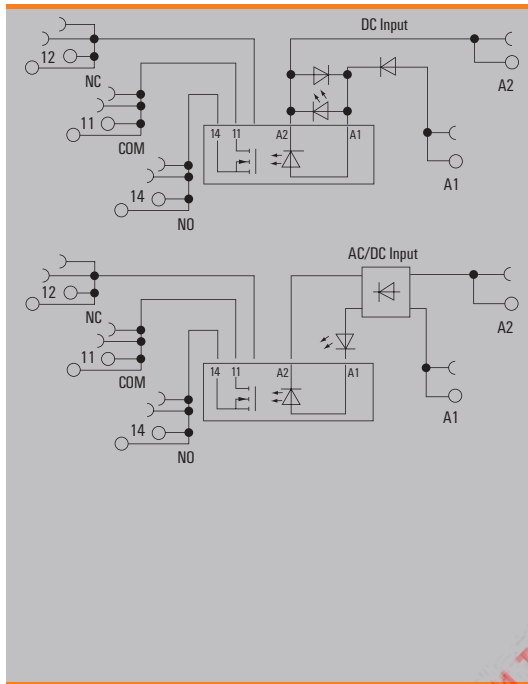 DC Input
12
NC
A2
11
COM
14 11 A2 A1
A1
14
NO
AC/DC Input
12
NC
A2
11
COM
14 11 A2 A1
A1
14
NO